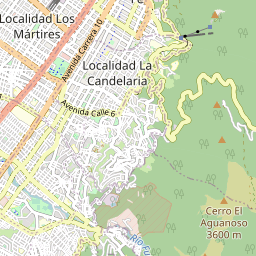 Localidad Los
Mártires
Avenida Carrera 10
Localidad La
Candelaria
Avenida Calle 6
Cerro El
Aguanoso
3600 m